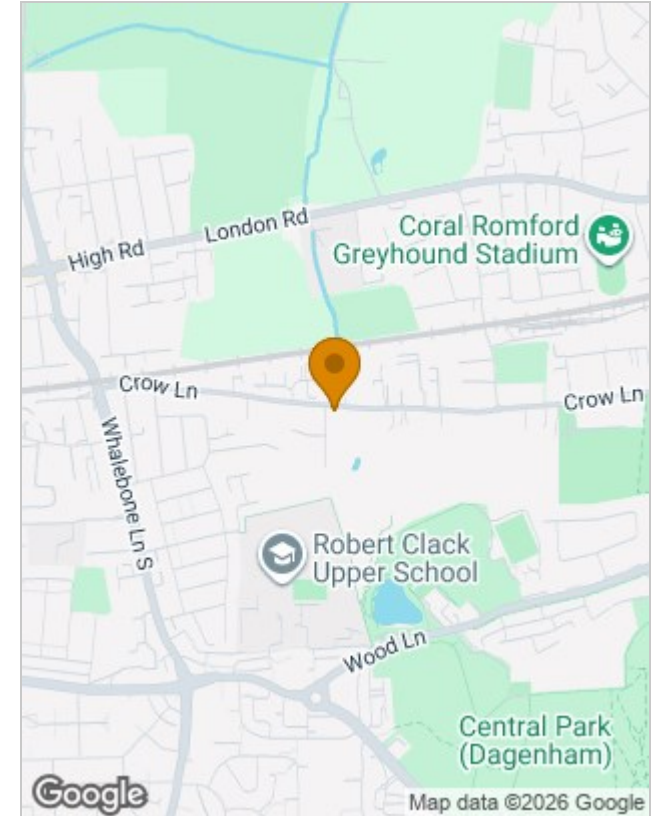 London Rd
High Rd
Coral Romford
Greyhound Stadium
Crow Ln
Crow Ln
Whalebone Ln S
Robert Clack
Upper School
Wood Ln
Central Park
(Dagenham)
Google
Map data ©2026 Google